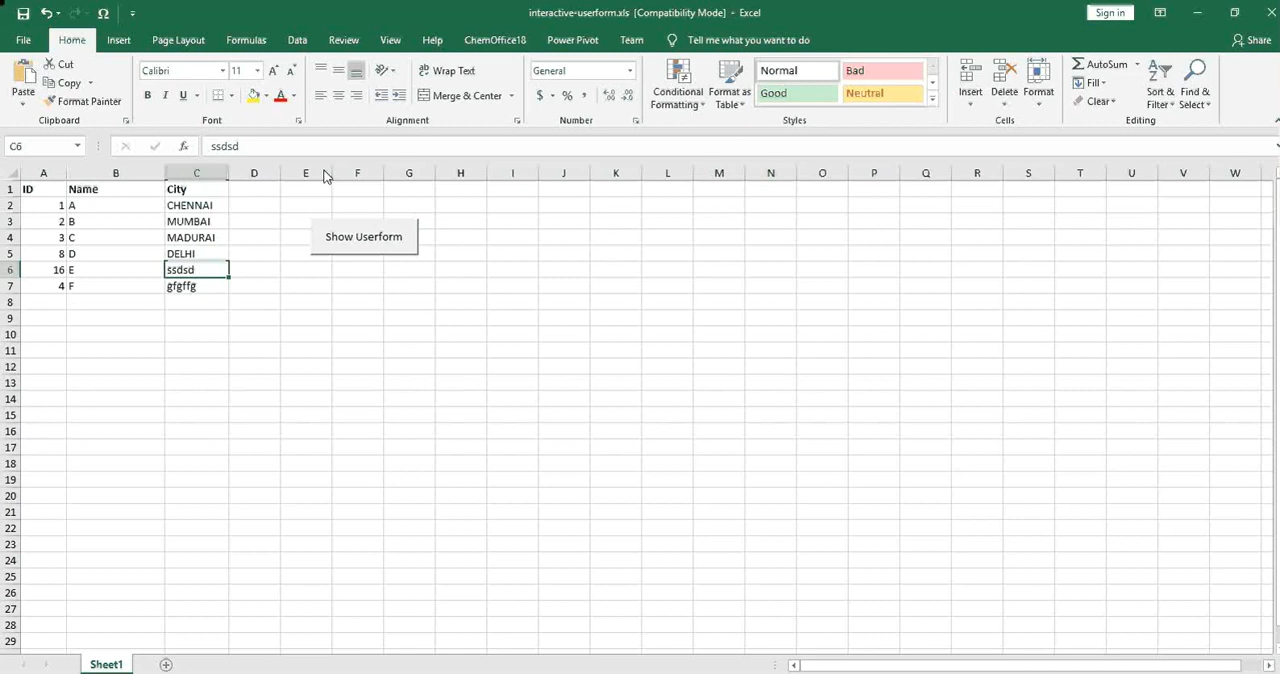 interactive-userform.xls [Compatibility Mode] - Excel
Sign in
File Home Insert Page Layout Formulas Data Review View Help ChemOffice18 Power Pivot Team Tell me what you want to do Share
Paste
Cut
Copy
Format Painter
Clipboard
Calibri 11
B I U
Font
Wrap Text
Merge & Center
Alignment
General
$ % ,
Number
Conditional Formatting
Format as Table
Normal Bad
Good Neutral
Styles
Insert Delete Format
Cells
AutoSum
Fill
Clear
Sort & Filter
Find & Select
Editing
C6 fx ssdsd
A B C D E F G H I J K L M N O P Q R S T U V W
1 ID Name City
2 1 A CHENNAI
3 2 B MUMBAI
4 3 C MADURAI
5 8 D DELHI
6 16 E ssdsd
7 4 F gfgffg
Show Userform
8
9
10
11
12
13
14
15
16
17
18
19
20
21
22
23
24
25
26
27
28
29
Sheet1